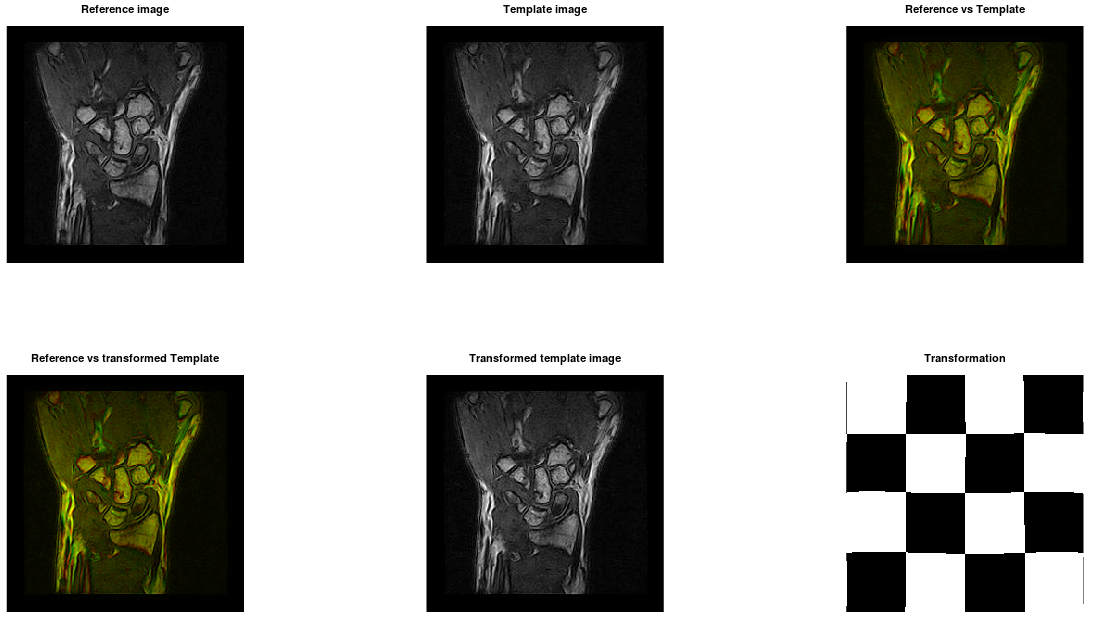 Reference image
Template image
Reference vs Template
Reference vs transformed Template
Transformed template image
Transformation